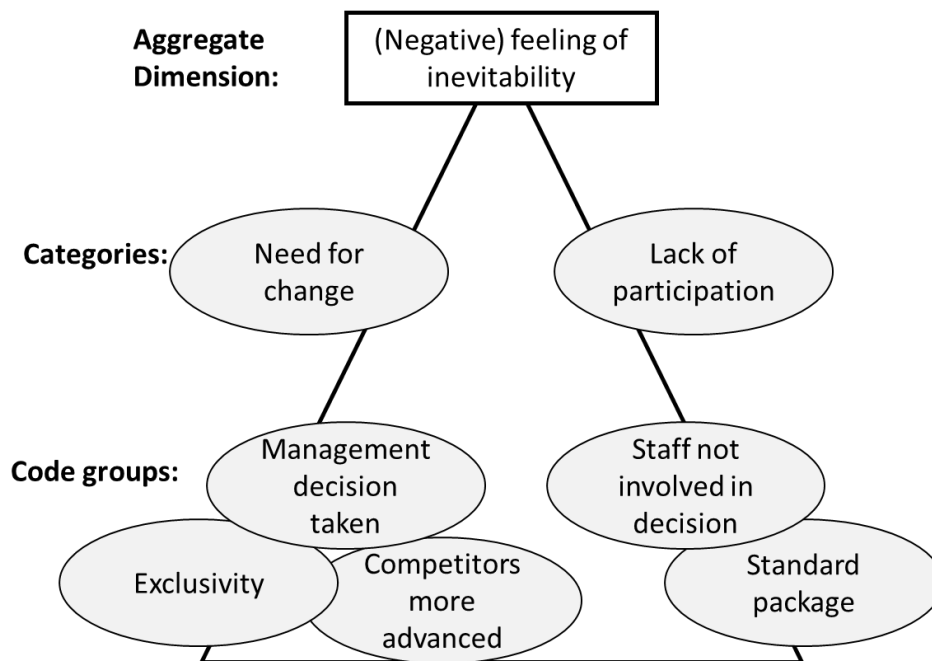 Aggregate
Dimension:
(Negative) feeling of
inevitability
Categories:
Need for
change
Lack of
participation
Code groups:
Management
decision
taken
Staff not
involved in
decision
Exclusivity
Competitors
more
advanced
Standard
package